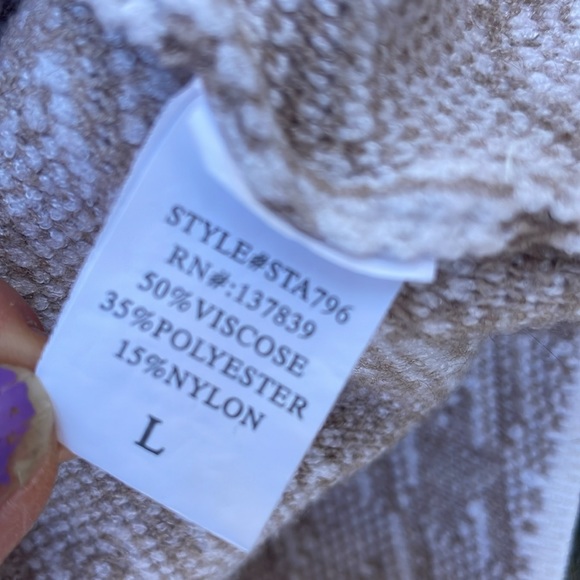 STYLE#STA796
RN#:137839
50%VISCOSE
35%POLYESTER
15%NYLON
L